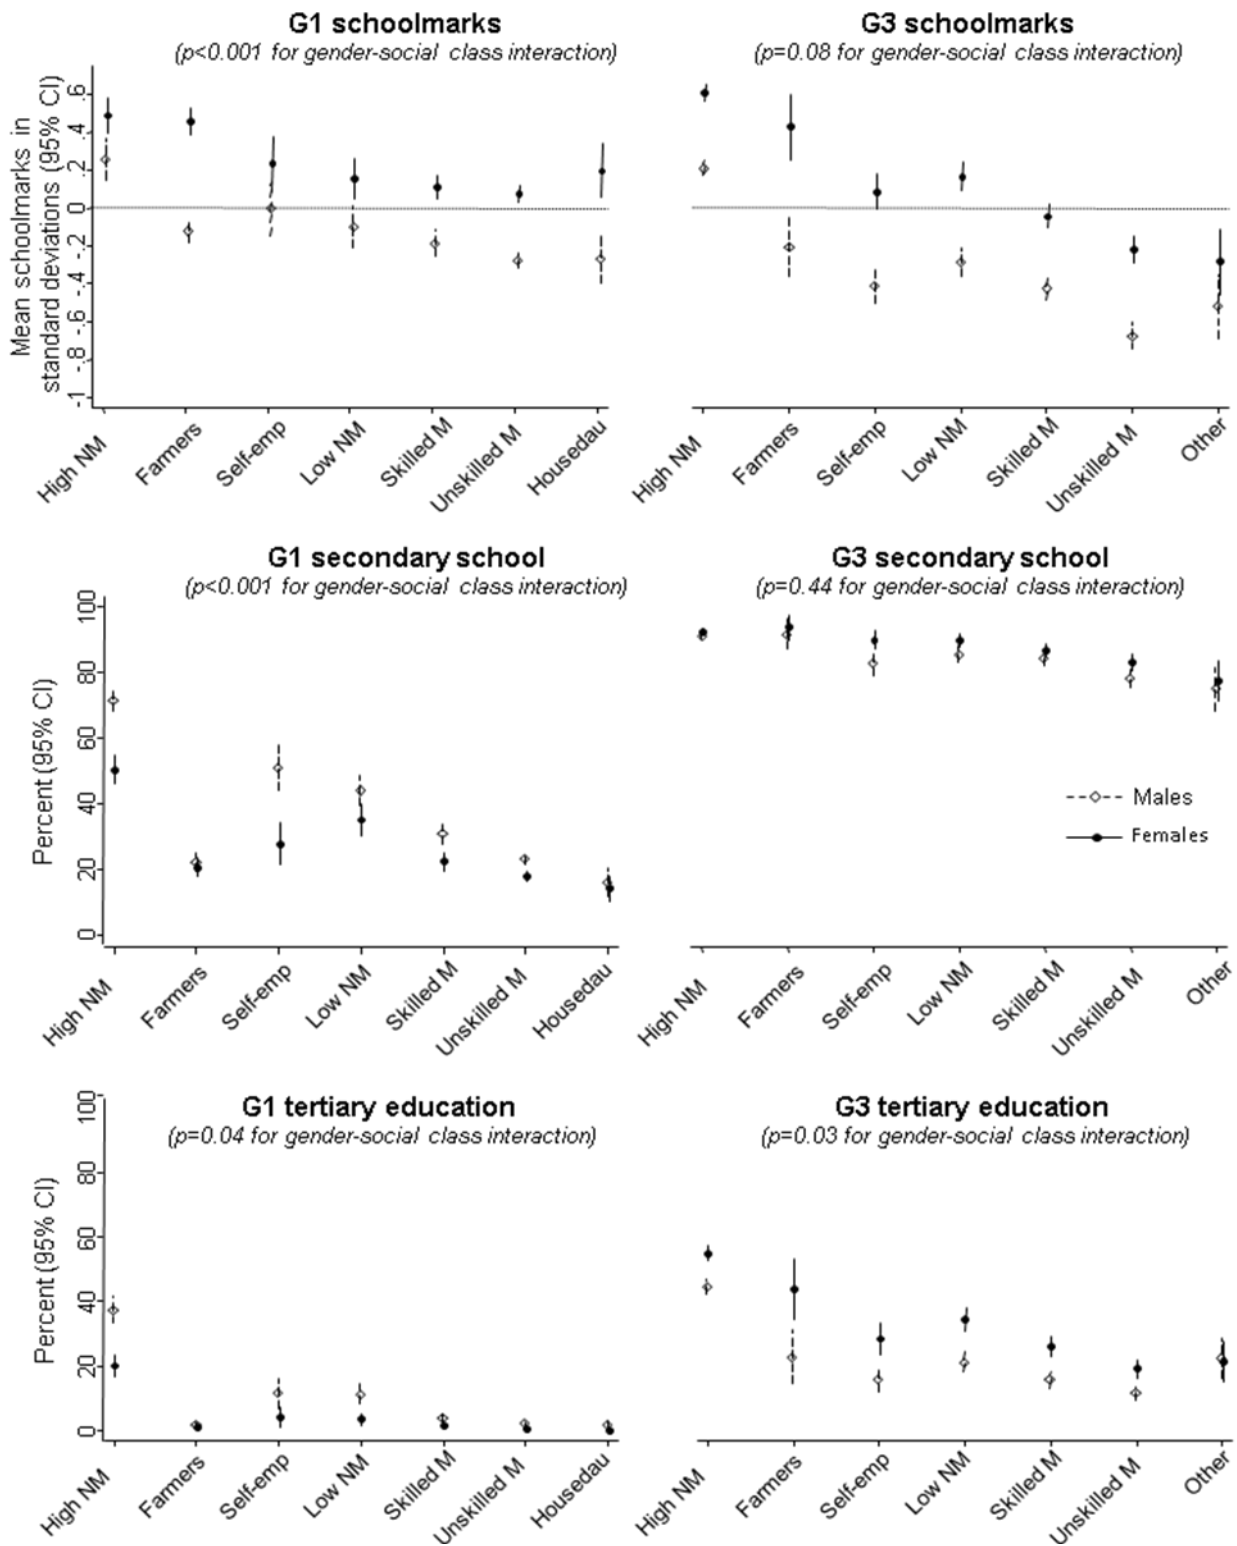 G1 schoolmarks
(p<0.001 for gender-social class interaction)
G3 schoolmarks
(p=0.08 for gender-social class interaction)
Mean schoolmarks in
standard deviations (95% CI)
.6
.4
.2
0
-.2
-.4
-.6
-.8
-1
High NM
Farmers
Self-emp
Low NM
Skilled M
Unskilled M
Housedau
High NM
Farmers
Self-emp
Low NM
Skilled M
Unskilled M
Other
G1 secondary school
(p<0.001 for gender-social class interaction)
G3 secondary school
(p=0.44 for gender-social class interaction)
Percent (95% CI)
100
80
60
40
20
0
Males
Females
High NM
Farmers
Self-emp
Low NM
Skilled M
Unskilled M
Housedau
High NM
Farmers
Self-emp
Low NM
Skilled M
Unskilled M
Other
G1 tertiary education
(p=0.04 for gender-social class interaction)
G3 tertiary education
(p=0.03 for gender-social class interaction)
Percent (95% CI)
100
80
60
40
20
0
High NM
Farmers
Self-emp
Low NM
Skilled M
Unskilled M
Housedau
High NM
Farmers
Self-emp
Low NM
Skilled M
Unskilled M
Other